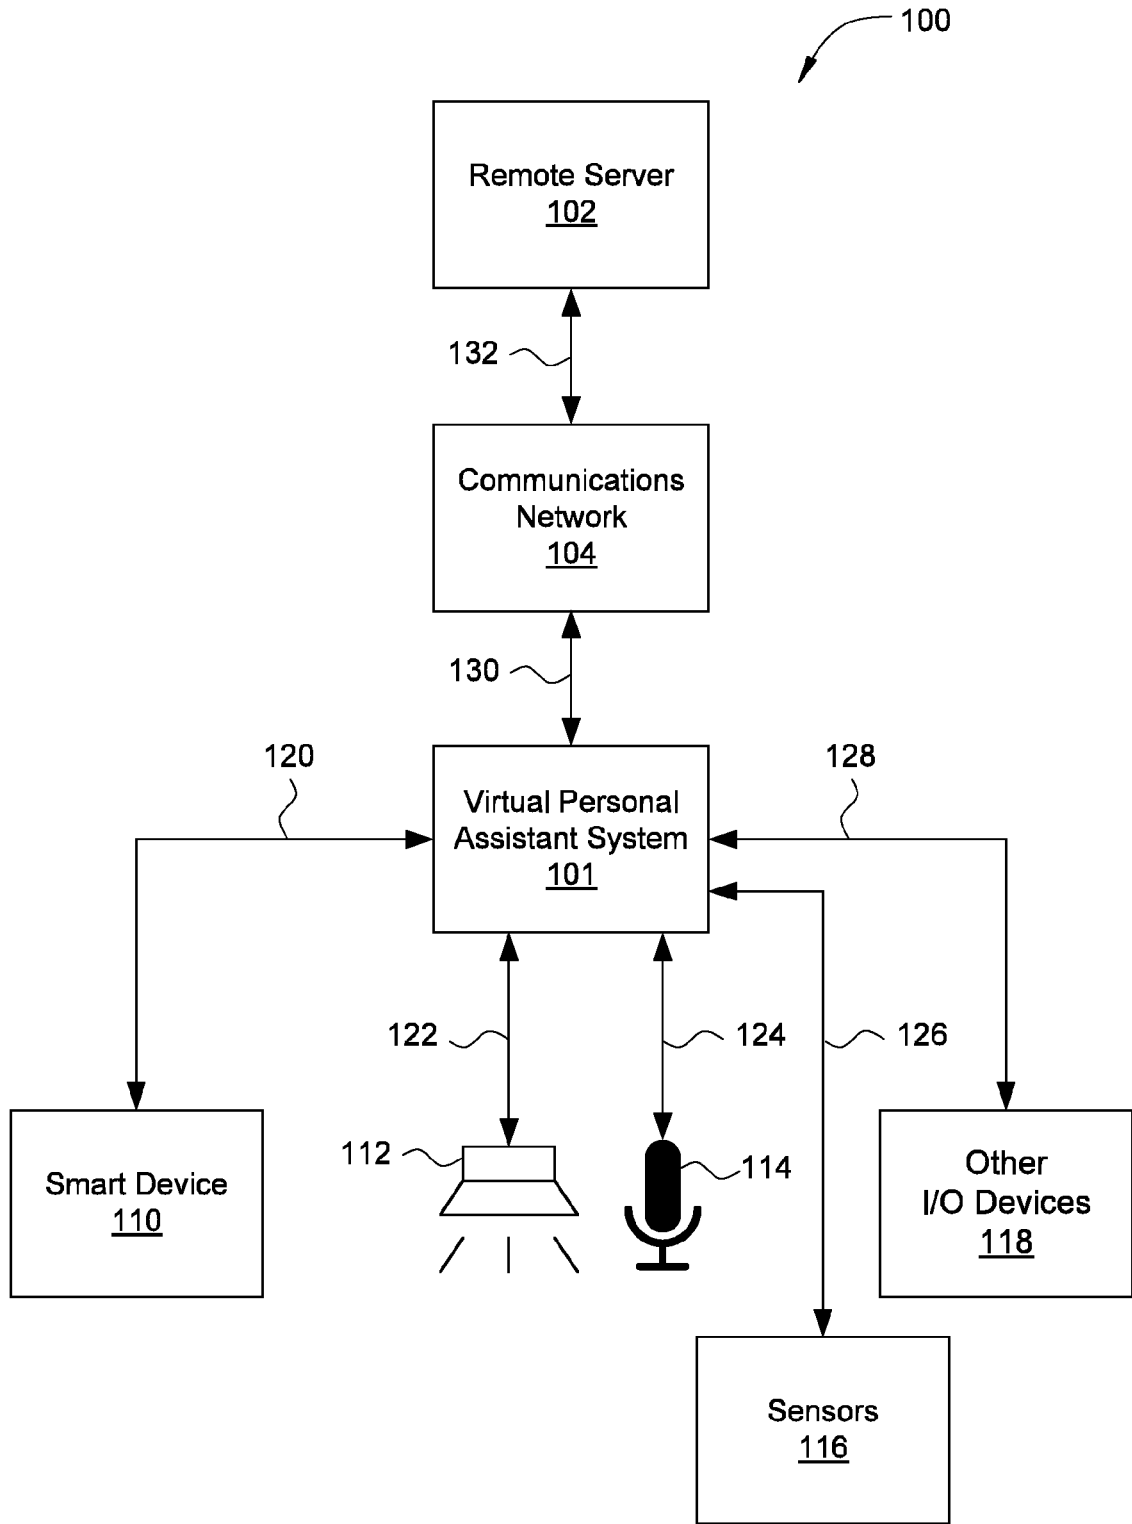 100
Remote Server
102
132
Communications
Network
104
130
120
128
Virtual Personal
Assistant System
101
122
124
126
112
114
Smart Device
110
Other
I/O Devices
118
Sensors
116